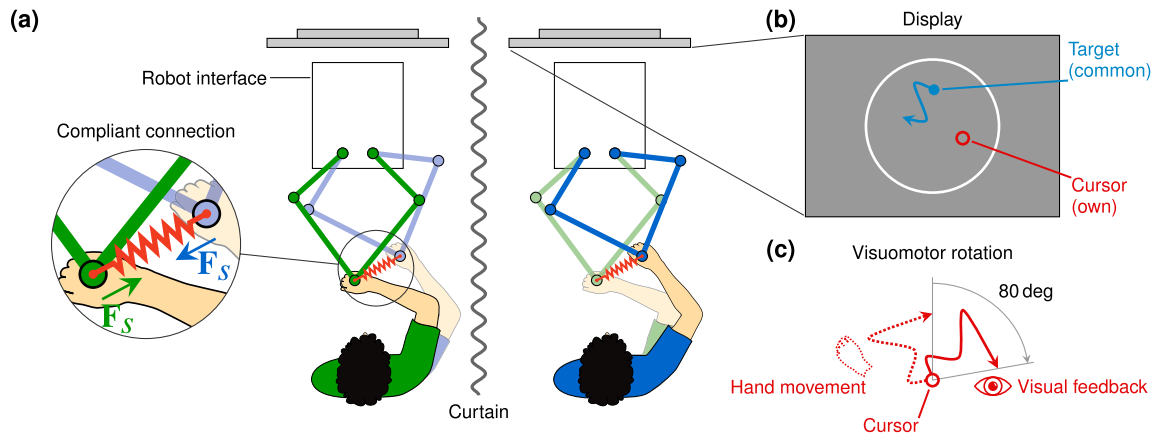 (a)
Robot interface
Compliant connection
F_S
F_S
Curtain
(b)
Display
Target
(common)
Cursor
(own)
(c)
Visuomotor rotation
80 deg
Hand movement
Visual feedback
Cursor